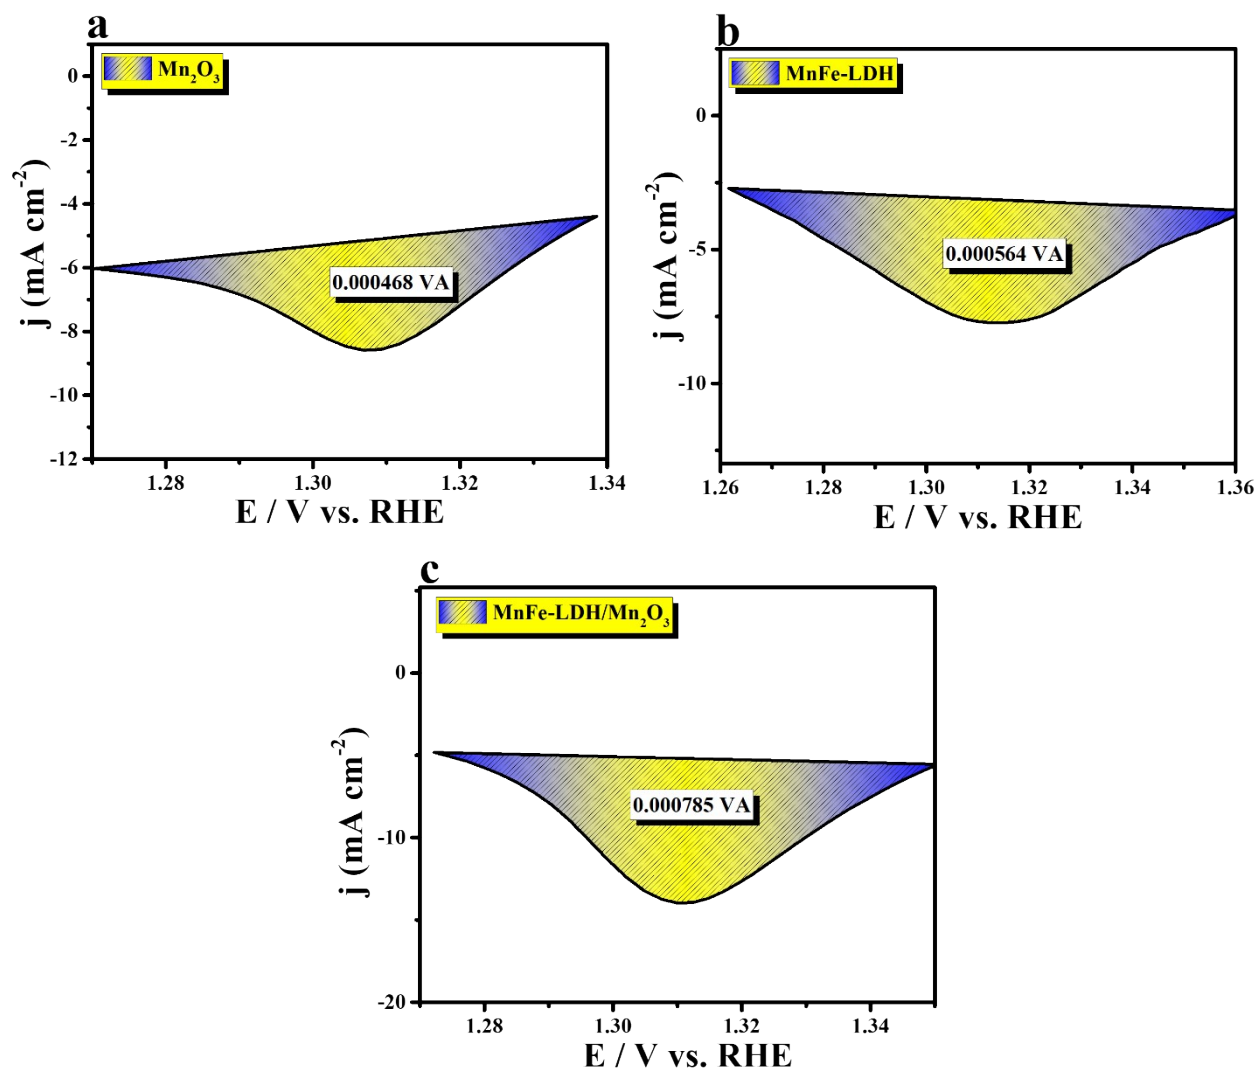 a
Mn₂O₃
0
-2
-4
-6
-8
-10
-12
j (mA cm⁻²)
0.000468 VA
1.28 1.30 1.32 1.34
E / V vs. RHE
b
MnFe-LDH
0
-5
-10
j (mA cm⁻²)
0.000564 VA
1.26 1.28 1.30 1.32 1.34 1.36
E / V vs. RHE
c
MnFe-LDH/Mn₂O₃
0
-10
-20
j (mA cm⁻²)
0.000785 VA
1.28 1.30 1.32 1.34
E / V vs. RHE